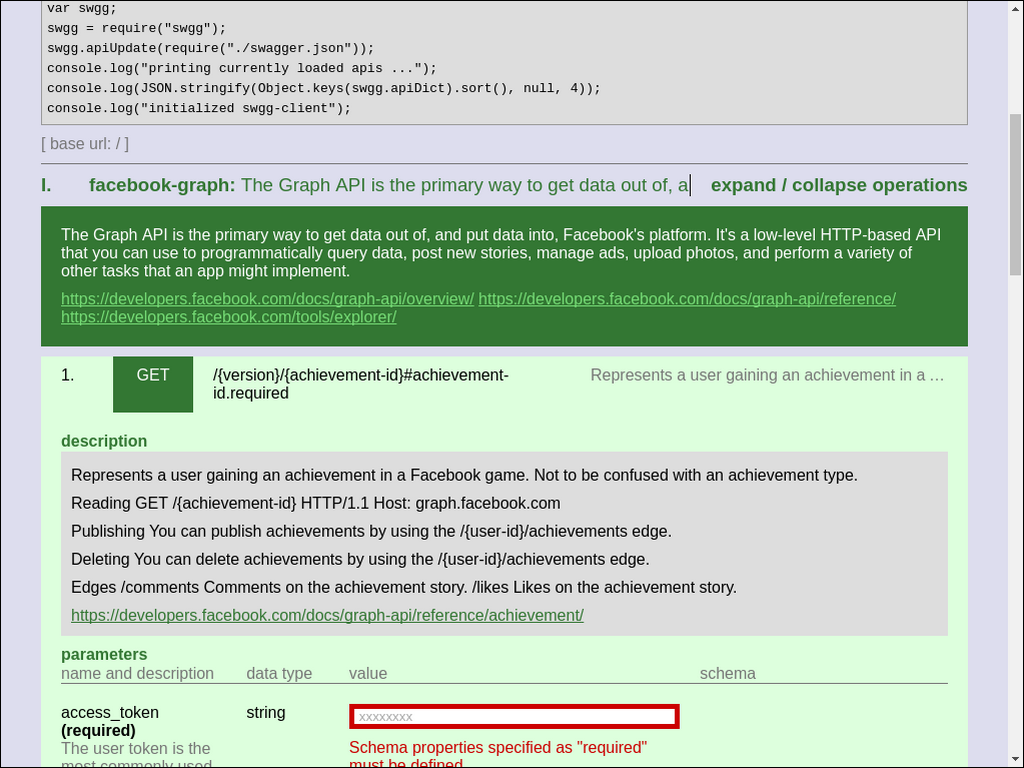 var swgg;
swgg = require("swgg");
swgg.apiUpdate(require("./swagger.json"));
console.log("printing currently loaded apis ...");
console.log(JSON.stringify(Object.keys(swgg.apiDict).sort(), null, 4));
console.log("initialized swgg-client");
[ base url: / ]
I. facebook-graph: The Graph API is the primary way to get data out of, a expand / collapse operations
The Graph API is the primary way to get data out of, and put data into, Facebook's platform. It's a low-level HTTP-based API
that you can use to programmatically query data, post new stories, manage ads, upload photos, and perform a variety of
other tasks that an app might implement.
https://developers.facebook.com/docs/graph-api/overview/ https://developers.facebook.com/docs/graph-api/reference/
https://developers.facebook.com/tools/explorer/
1. GET /{version}/{achievement-id}#achievement- Represents a user gaining an achievement in a …
id.required
description
Represents a user gaining an achievement in a Facebook game. Not to be confused with an achievement type.
Reading GET /{achievement-id} HTTP/1.1 Host: graph.facebook.com
Publishing You can publish achievements by using the /{user-id}/achievements edge.
Deleting You can delete achievements by using the /{user-id}/achievements edge.
Edges /comments Comments on the achievement story. /likes Likes on the achievement story.
https://developers.facebook.com/docs/graph-api/reference/achievement/
parameters
name and description data type value schema
access_token string xxxxxxxx
(required)
The user token is the Schema properties specified as "required"
most commonly used must be defined